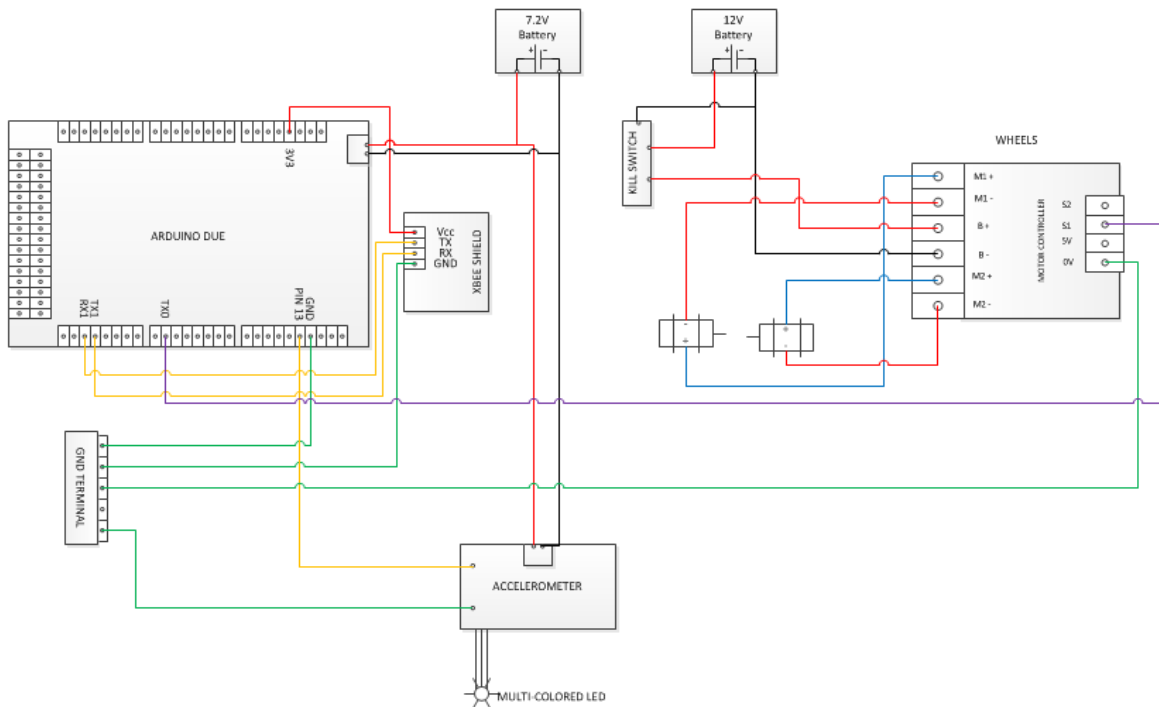 7.2V
Battery
+ -
12V
Battery
+ -
3V3
ARDUINO DUE
RX1
TX1
TX0
PIN 13
GND
Vcc
TX
RX
GND
XBEE SHIELD
KILL SWITCH
WHEELS
M1 +
M1 -
B +
B -
M2 +
M2 -
MOTOR CONTROLLER
S2
S1
5V
0V
-
+
+
-
GND TERMINAL
ACCELEROMETER
MULTI-COLORED LED